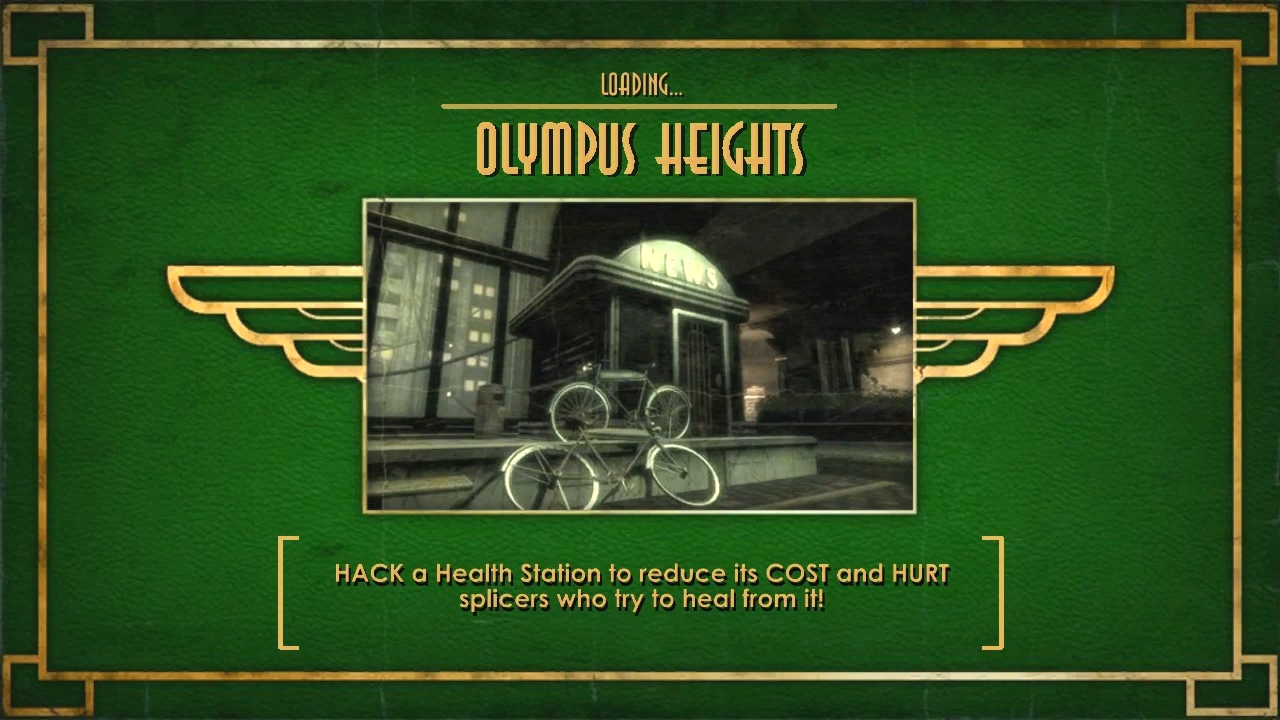 LOADING...
OLYMPUS HEIGHTS
NEWS
HACK a Health Station to reduce its COST and HURT
splicers who try to heal from it!